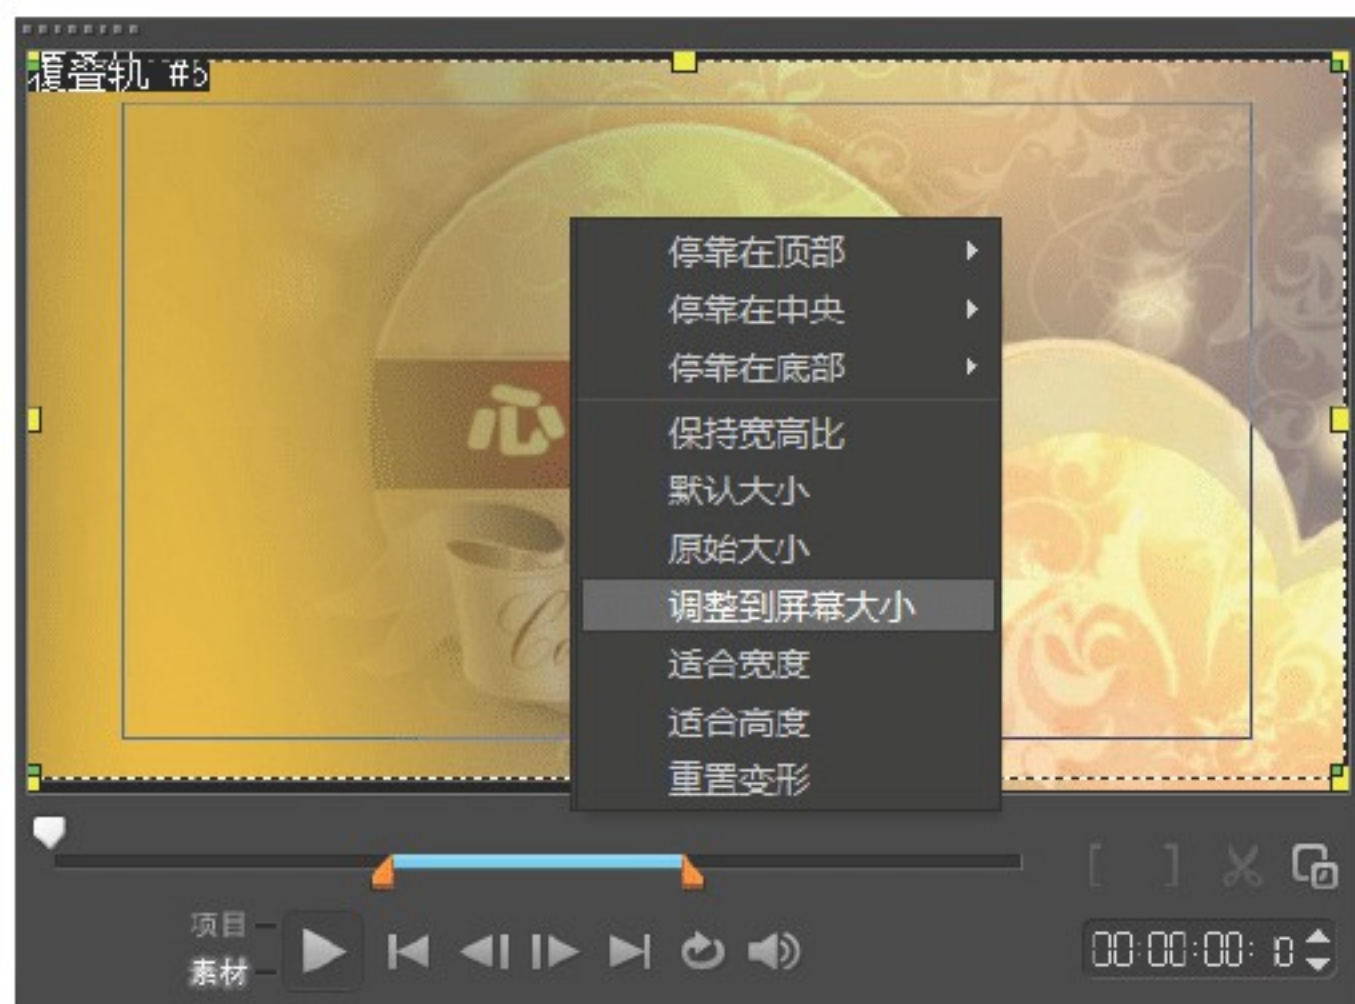 覆叠轨 #5
停靠在顶部
停靠在中央
停靠在底部
心
保持宽高比
默认大小
原始大小
调整到屏幕大小
Co
适合宽度
适合高度
重置变形
[ ]
项目
素材
00:00:00: 0